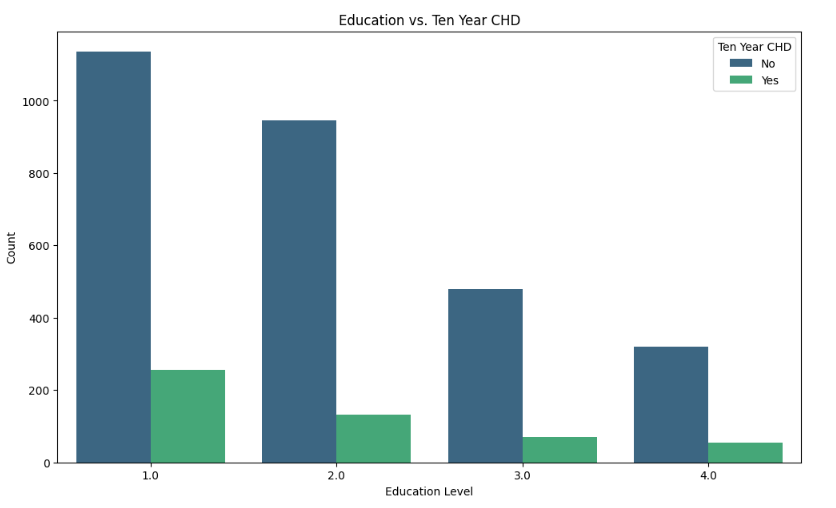 Education vs. Ten Year CHD
Ten Year CHD
No
Yes
1000
800
600
400
200
0
Count
1.0
2.0
3.0
4.0
Education Level